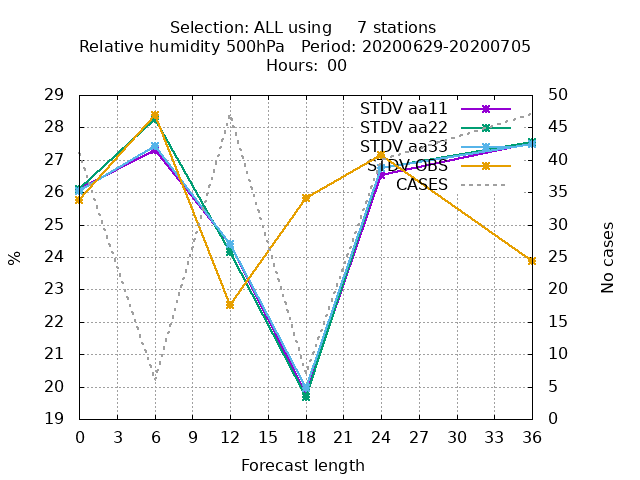 Selection: ALL using     7 stations
Relative humidity 500hPa   Period: 20200629-20200705
Hours:  00
STDV aa11
STDV aa22
STDV aa33
STDV OBS
CASES
29
28
27
26
25
24
23
22
21
20
19
%
50
45
40
35
30
25
20
15
10
5
0
No cases
0 3 6 9 12 15 18 21 24 27 30 33 36
Forecast length